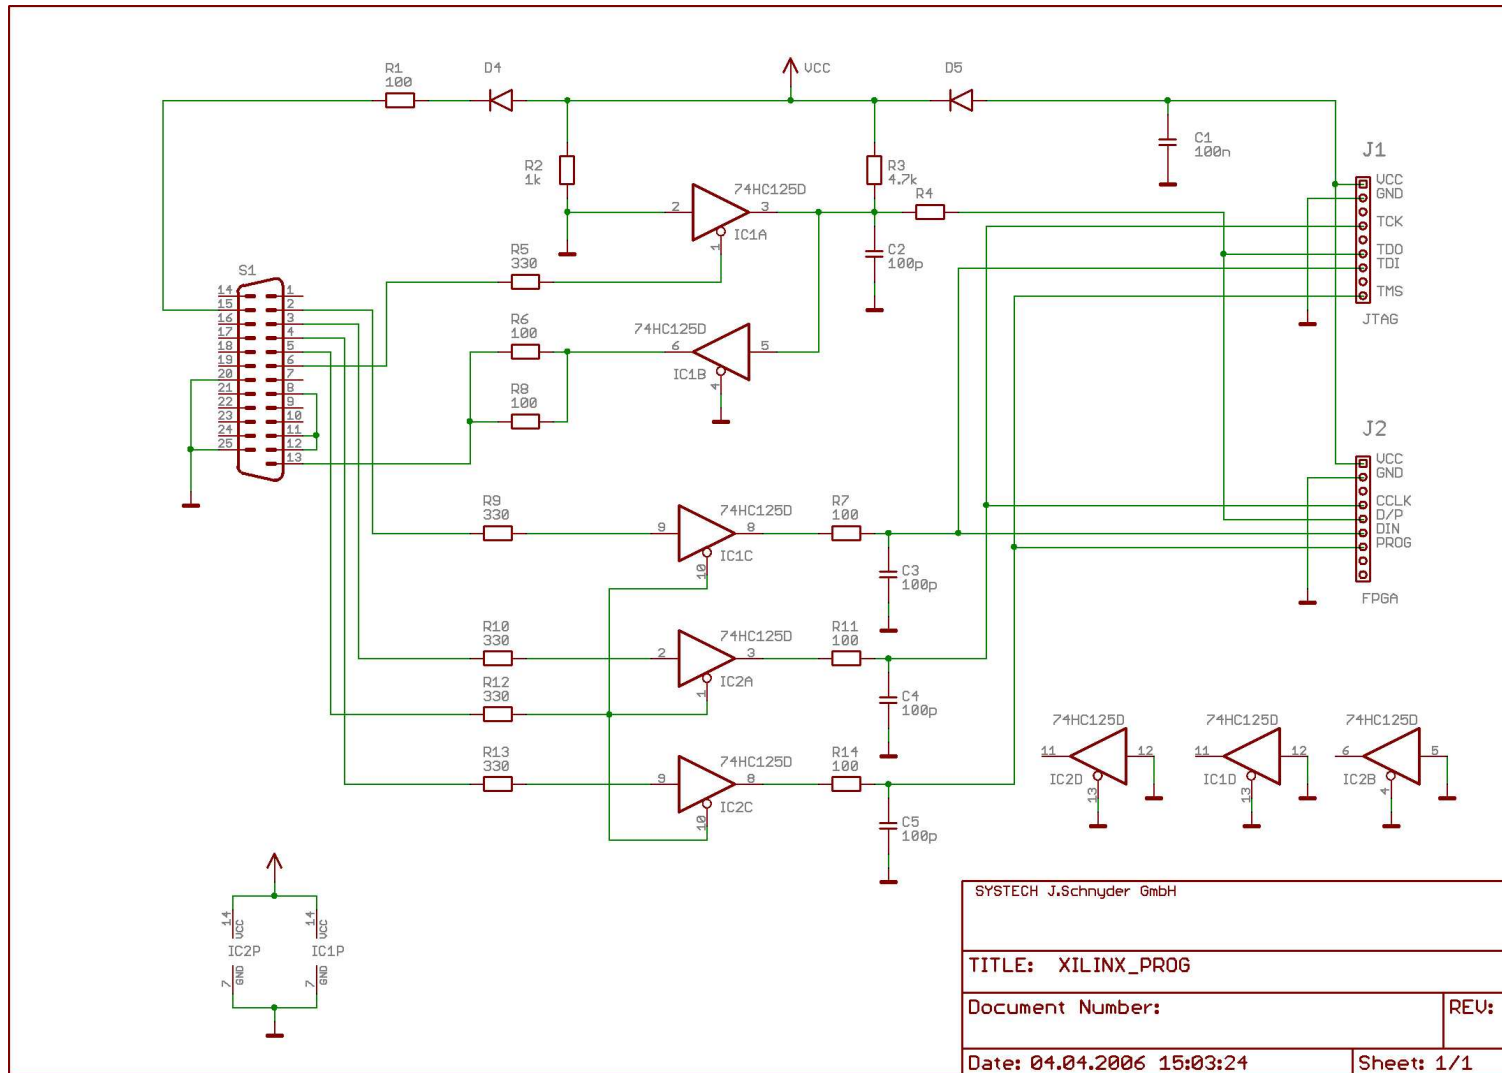 R1
100
D4
VCC
D5
C1
100n
J1
R2
1k
74HC125D
R3
4.7k
R4
VCC
GND
TCK
TDO
TDI
TMS
JTAG
2
3
1
IC1A
C2
100p
R5
330
S1
14
15
16
17
18
19
20
21
22
23
24
25
1
2
3
4
5
6
7
8
9
10
11
12
13
R6
100
74HC125D
6
5
IC1B
4
R8
100
J2
VCC
GND
CCLK
D/P
DIN
PROG
FPGA
R9
330
74HC125D
9
8
IC1C
10
R7
100
C3
100p
R10
330
74HC125D
2
3
IC2A
1
R11
100
R12
330
C4
100p
R13
330
74HC125D
9
8
IC2C
10
R14
100
C5
100p
74HC125D
11
12
IC2D
13
74HC125D
11
12
IC1D
13
74HC125D
6
5
IC2B
4
14
VCC
IC2P
7
GND
14
VCC
IC1P
7
GND
SYSTECH J.Schnyder GmbH
TITLE: XILINX_PROG
Document Number:
REV:
Date: 04.04.2006 15:03:24
Sheet: 1/1